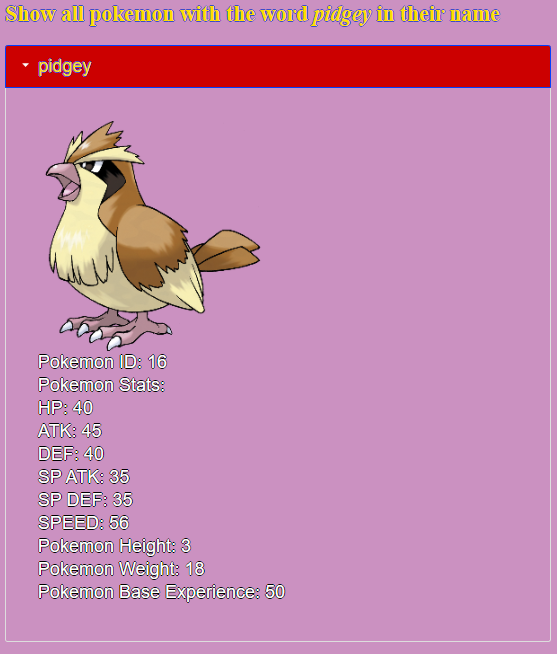 Show all pokemon with the word pidgey in their name
pidgey
Pokemon ID: 16
Pokemon Stats:
HP: 40
ATK: 45
DEF: 40
SP ATK: 35
SP DEF: 35
SPEED: 56
Pokemon Height: 3
Pokemon Weight: 18
Pokemon Base Experience: 50